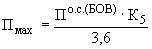 Пмах = По.с.(БОВ) · К5
3,6